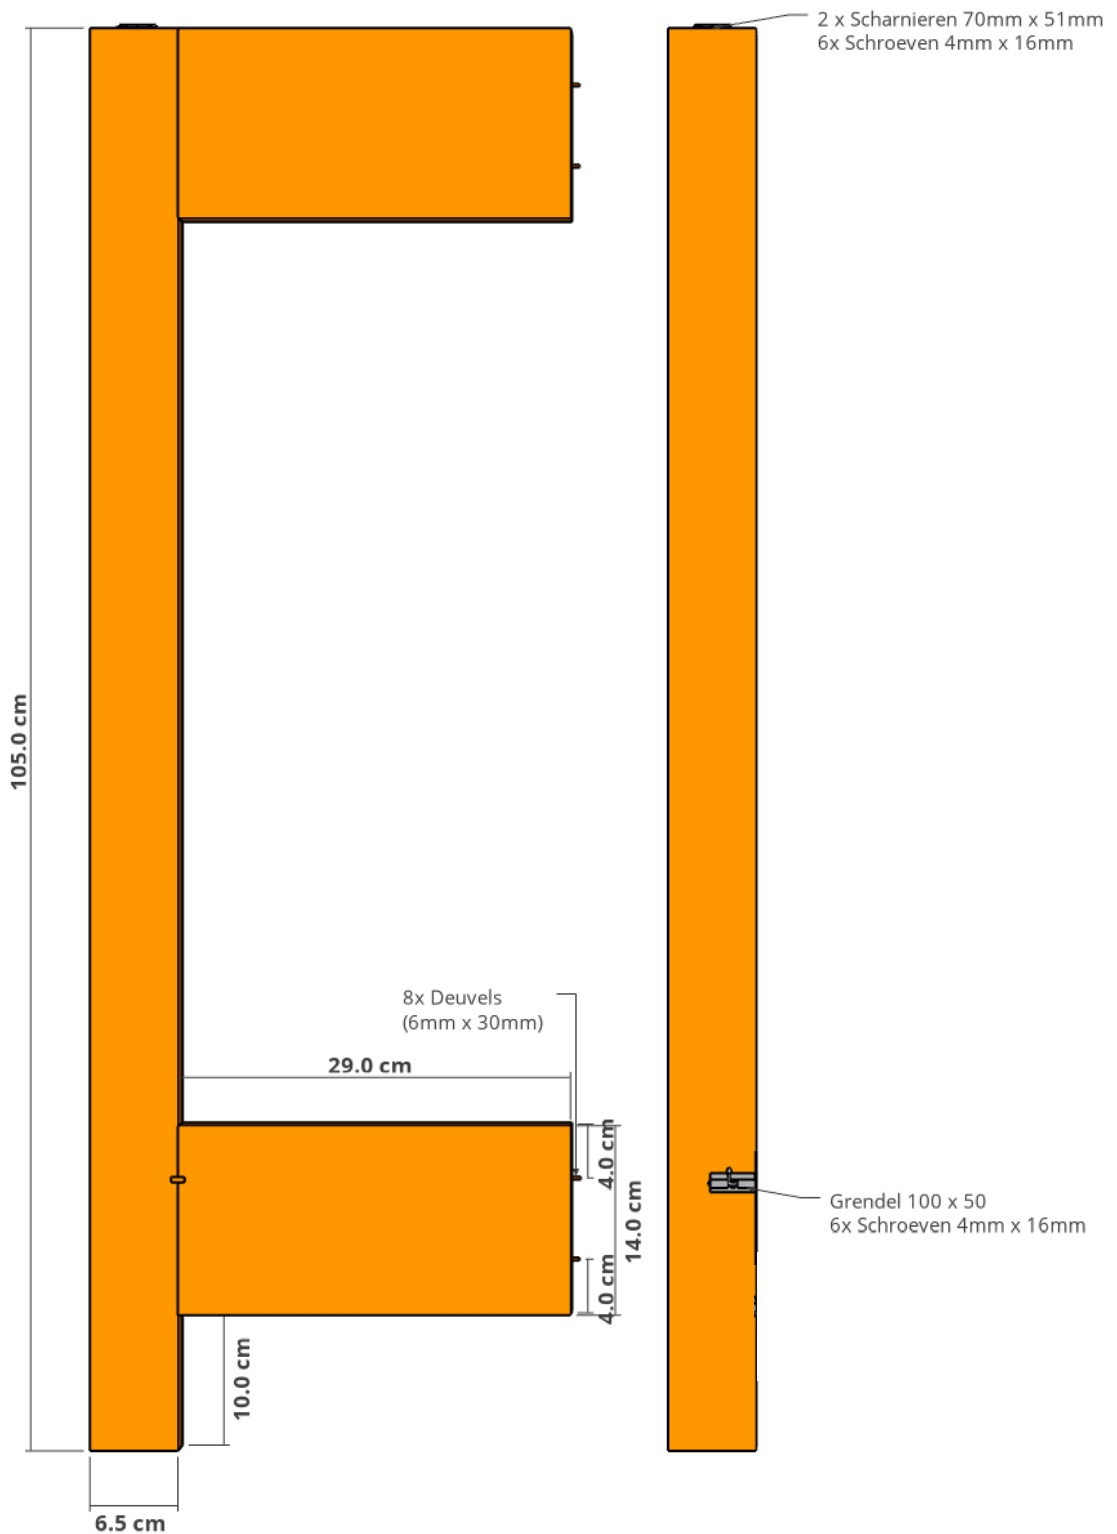 2 x Scharnieren 70mm x 51mm
6x Schroeven 4mm x 16mm
105.0 cm
8x Deuvels
(6mm x 30mm)
29.0 cm
4.0 cm
14.0 cm
4.0 cm
Grendel 100 x 50
6x Schroeven 4mm x 16mm
10.0 cm
6.5 cm